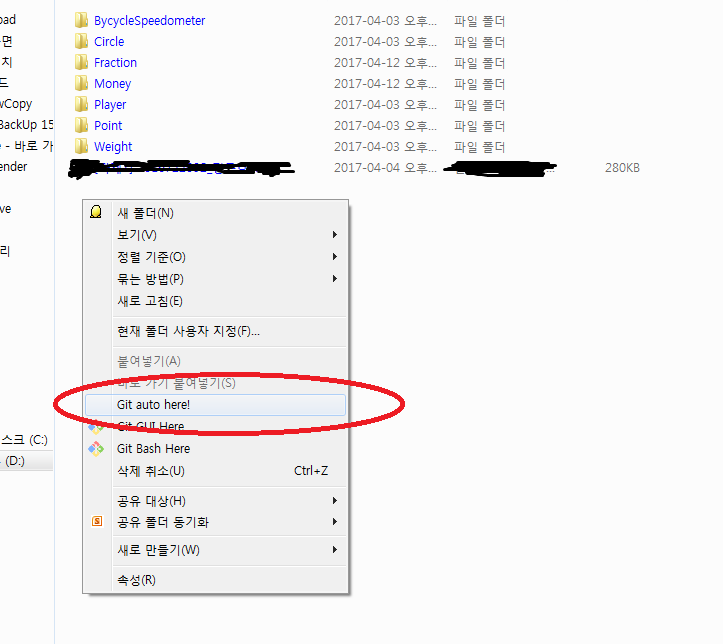 ad
BycycleSpeedometer 2017-04-03 오후... 파일 폴더
면 Circle 2017-04-03 오후... 파일 폴더
치 Fraction 2017-04-12 오후... 파일 폴더
드 Money 2017-04-12 오후... 파일 폴더
wCopy Player 2017-04-03 오후... 파일 폴더
BackUp 15 Point 2017-04-03 오후... 파일 폴더
- 바로 가 Weight 2017-04-03 오후... 파일 폴더
ender 2017-04-04 오후... 280KB
ve
리
새 폴더(N)
보기(V)
정렬 기준(O)
묶는 방법(P)
새로 고침(E)
현재 폴더 사용자 지정(F)...
붙여넣기(A)
바로 가기 붙여넣기(S)
Git auto here!
Git GUI Here
스크 (C:)
Git Bash Here
(D:)
삭제 취소(U) Ctrl+Z
공유 대상(H)
공유 폴더 동기화
새로 만들기(W)
속성(R)